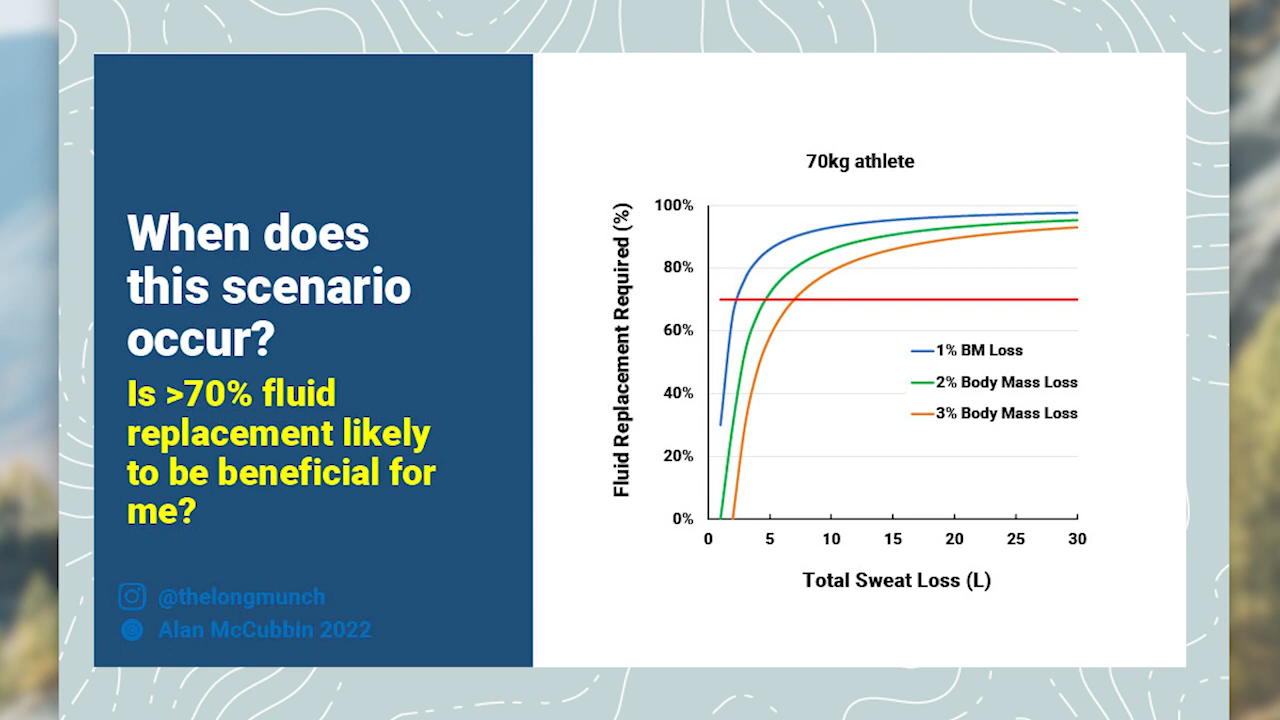 When does
this scenario
occur?
Is >70% fluid
replacement likely
to be beneficial for
me?
@thelongmunch
Alan McCubbin 2022
70kg athlete
Fluid Replacement Required (%)
100%
80%
60%
40%
20%
0%
0 5 10 15 20 25 30
Total Sweat Loss (L)
1% BM Loss
2% Body Mass Loss
3% Body Mass Loss